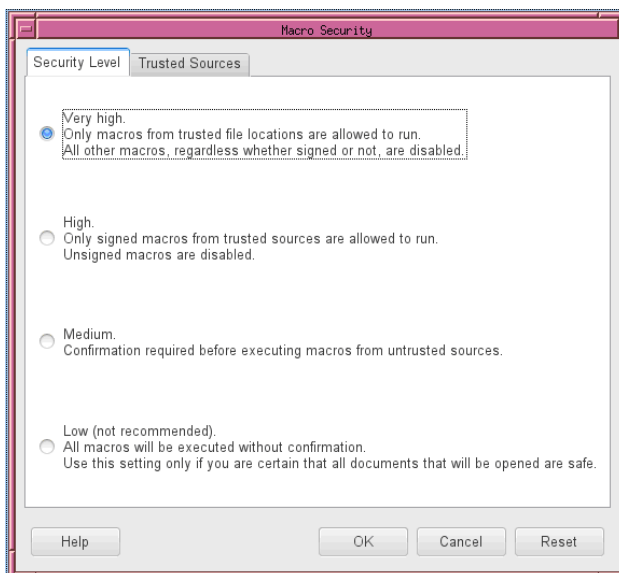 Macro Security
Security Level
Trusted Sources
Very high.
Only macros from trusted file locations are allowed to run.
All other macros, regardless whether signed or not, are disabled.
High.
Only signed macros from trusted sources are allowed to run.
Unsigned macros are disabled.
Medium.
Confirmation required before executing macros from untrusted sources.
Low (not recommended).
All macros will be executed without confirmation.
Use this setting only if you are certain that all documents that will be opened are safe.
Help
OK
Cancel
Reset